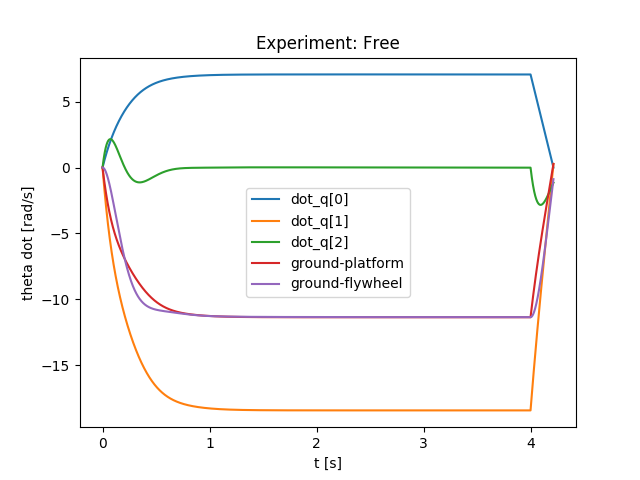 Experiment: Free
theta dot [rad/s]
5
0
−5
−10
−15
dot_q[0]
dot_q[1]
dot_q[2]
ground-platform
ground-flywheel
0
1
2
3
4
t [s]